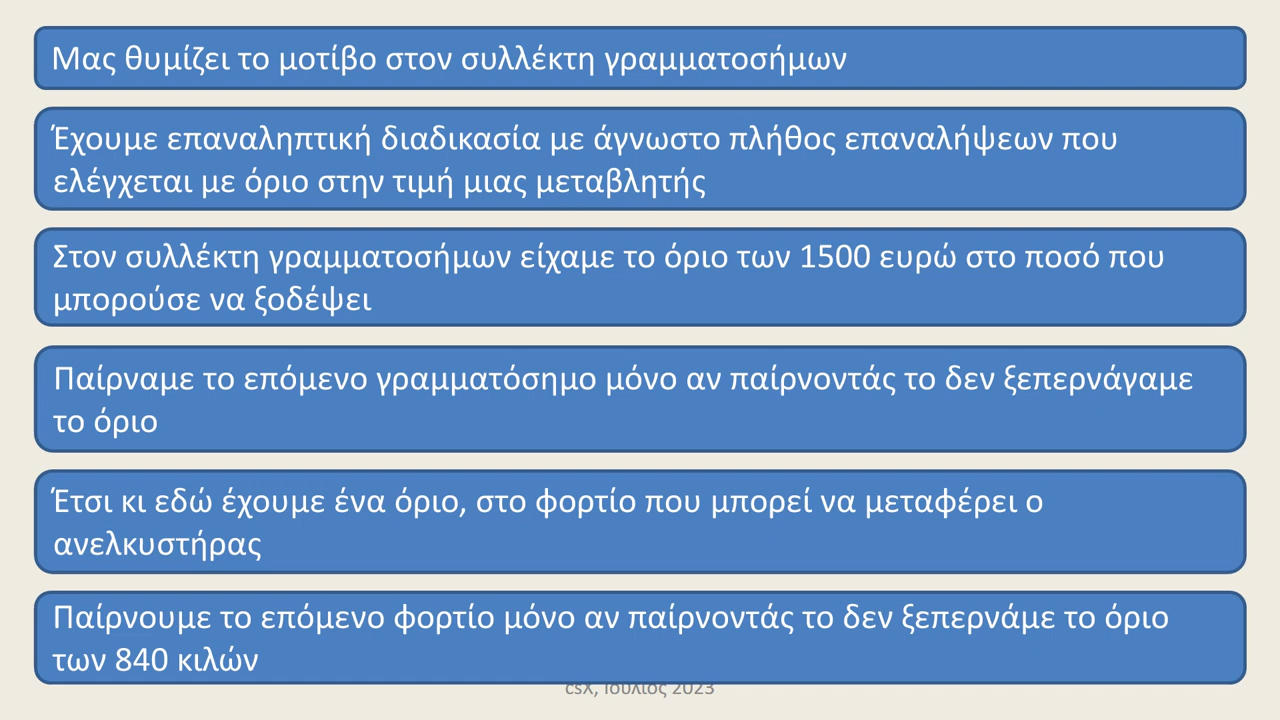 Μας θυμίζει το μοτίβο στον συλλέκτη γραμματοσήμων
Έχουμε επαναληπτική διαδικασία με άγνωστο πλήθος επαναλήψεων που
ελέγχεται με όριο στην τιμή μιας μεταβλητής
Στον συλλέκτη γραμματοσήμων είχαμε το όριο των 1500 ευρώ στο ποσό που
μπορούσε να ξοδέψει
Παίρναμε το επόμενο γραμματόσημο μόνο αν παίρνοντάς το δεν ξεπερνάγαμε
το όριο
Έτσι κι εδώ έχουμε ένα όριο, στο φορτίο που μπορεί να μεταφέρει ο
ανελκυστήρας
Παίρνουμε το επόμενο φορτίο μόνο αν παίρνοντάς το δεν ξεπερνάμε το όριο
των 840 κιλών
csX, Ιούλιος 2023